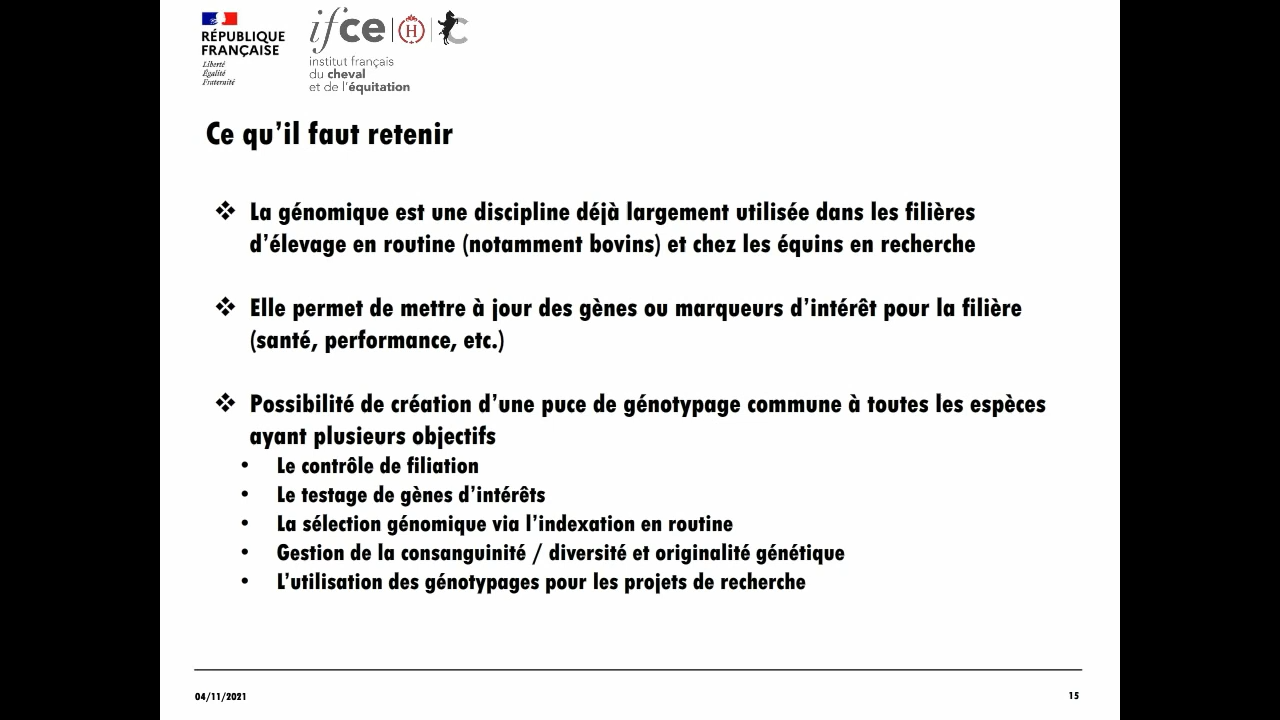 RÉPUBLIQUE
FRANÇAISE
Liberté
Égalité
Fraternité
ifce H C
institut français
du cheval
et de l'équitation
Ce qu'il faut retenir
❖ La génomique est une discipline déjà largement utilisée dans les filières
d'élevage en routine (notamment bovins) et chez les équins en recherche
❖ Elle permet de mettre à jour des gènes ou marqueurs d'intérêt pour la filière
(santé, performance, etc.)
❖ Possibilité de création d'une puce de génotypage commune à toutes les espèces
ayant plusieurs objectifs
• Le contrôle de filiation
• Le testage de gènes d'intérêts
• La sélection génomique via l'indexation en routine
• Gestion de la consanguinité / diversité et originalité génétique
• L'utilisation des génotypages pour les projets de recherche
04/11/2021
15